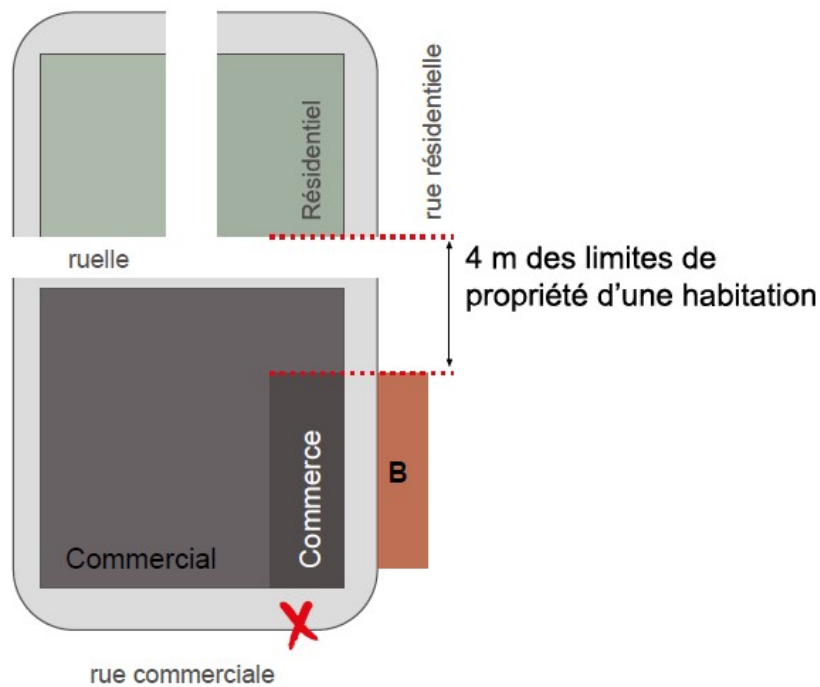 Résidentiel
rue résidentielle
ruelle
4 m des limites de
propriété d'une habitation
Commerce
B
Commercial
rue commerciale